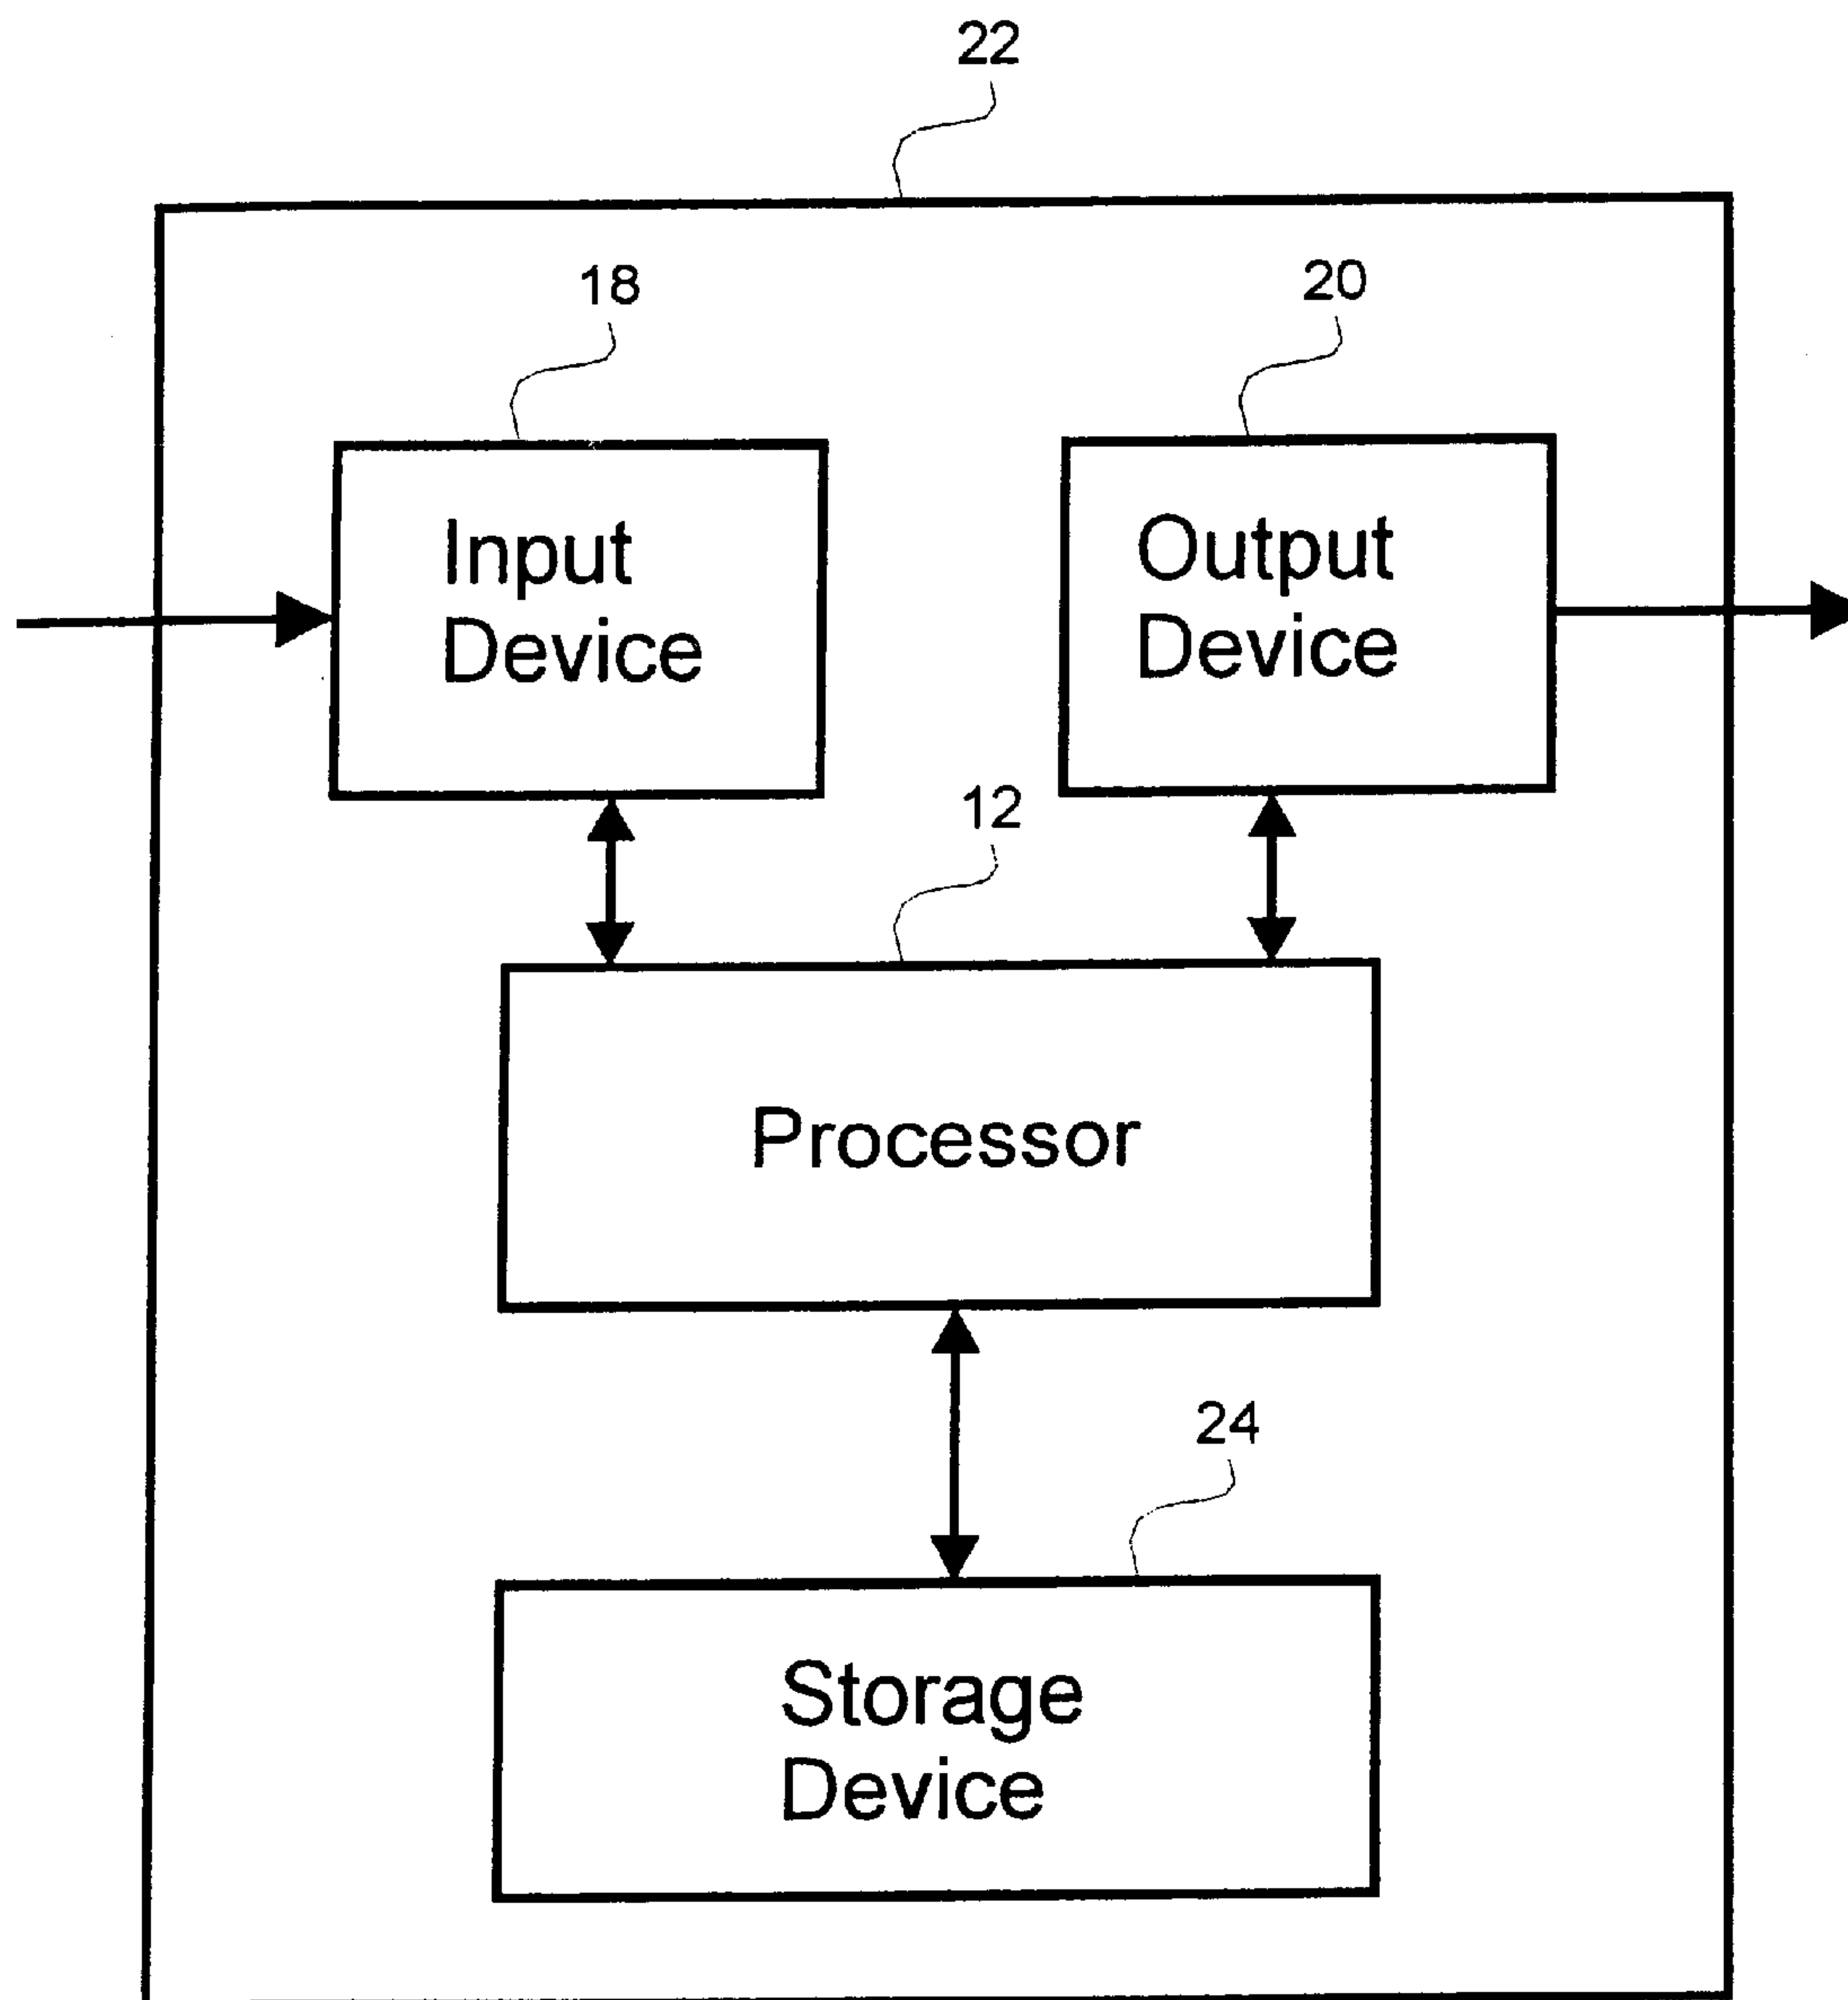 22
18
20
Input
Device
Output
Device
12
Processor
24
Storage
Device